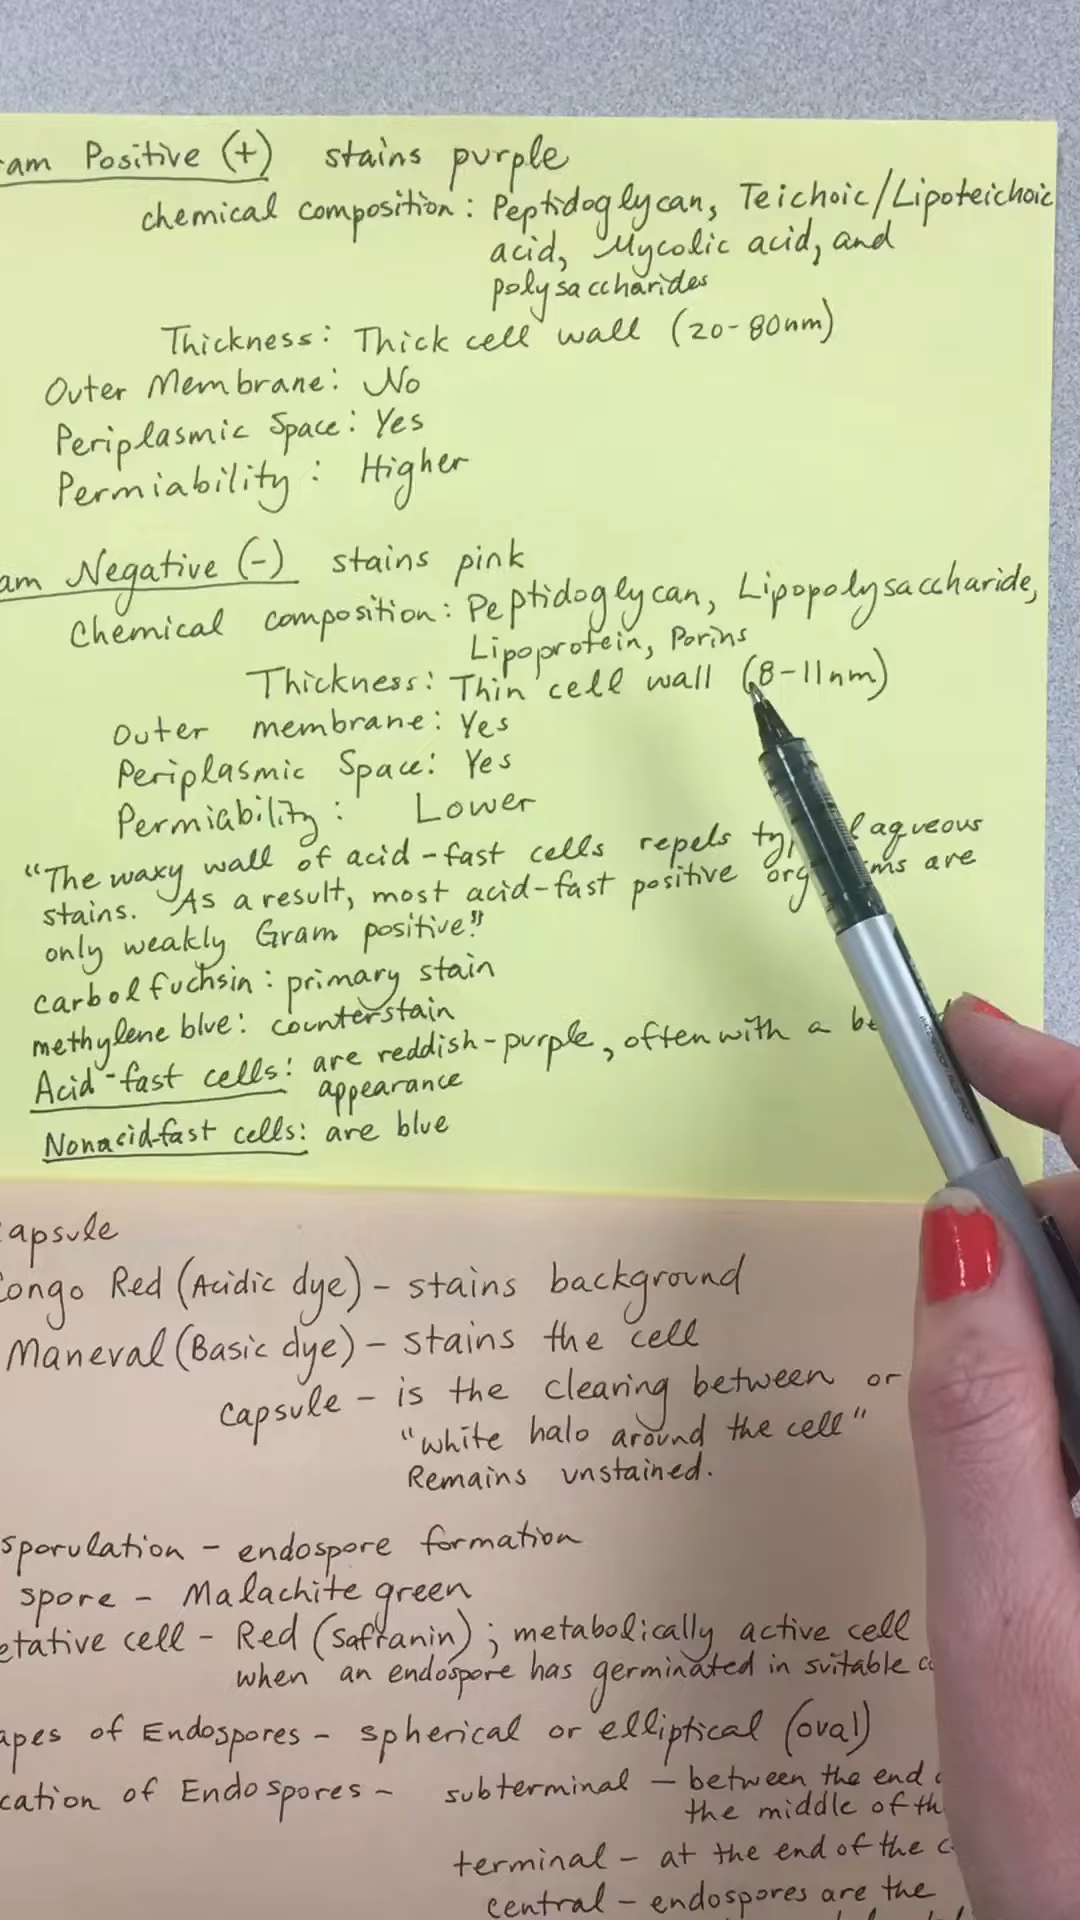 am Positive (+) stains purple
chemical composition: Peptidoglycan, Teichoic/Lipoteichoic
acid, Mycolic acid, and
polysaccharides
Thickness: Thick cell wall (20-80nm)
Outer Membrane: No
Periplasmic Space: Yes
Permiability: Higher
am Negative (-) stains pink
Chemical composition: Peptidoglycan, Lipopolysaccharide,
Lipoprotein, Porins
Thickness: Thin cell wall (8-11nm)
Outer membrane: Yes
Periplasmic Space: Yes
Permiability: Lower
"The waxy wall of acid-fast cells repels aqueous
stains. As a result, most acid-fast positive are
only weakly Gram positive."
carbolfuchsin: primary stain
methylene blue: counterstain
Acid-fast cells: are reddish-purple, often with a
appearance
Nonacid-fast cells: are blue
apsule
Congo Red (Acidic dye) - stains background
Maneval (Basic dye) - stains the cell
capsule - is the clearing between or
"white halo around the cell"
Remains unstained.
sporulation - endospore formation
spore - Malachite green
etative cell - Red (Safranin); metabolically active cell
when an endospore has germinated in suitable
apes of Endospores - spherical or elliptical (oval)
cation of Endospores - subterminal - between the end
the middle of
terminal - at the end of the
central - endospores are the